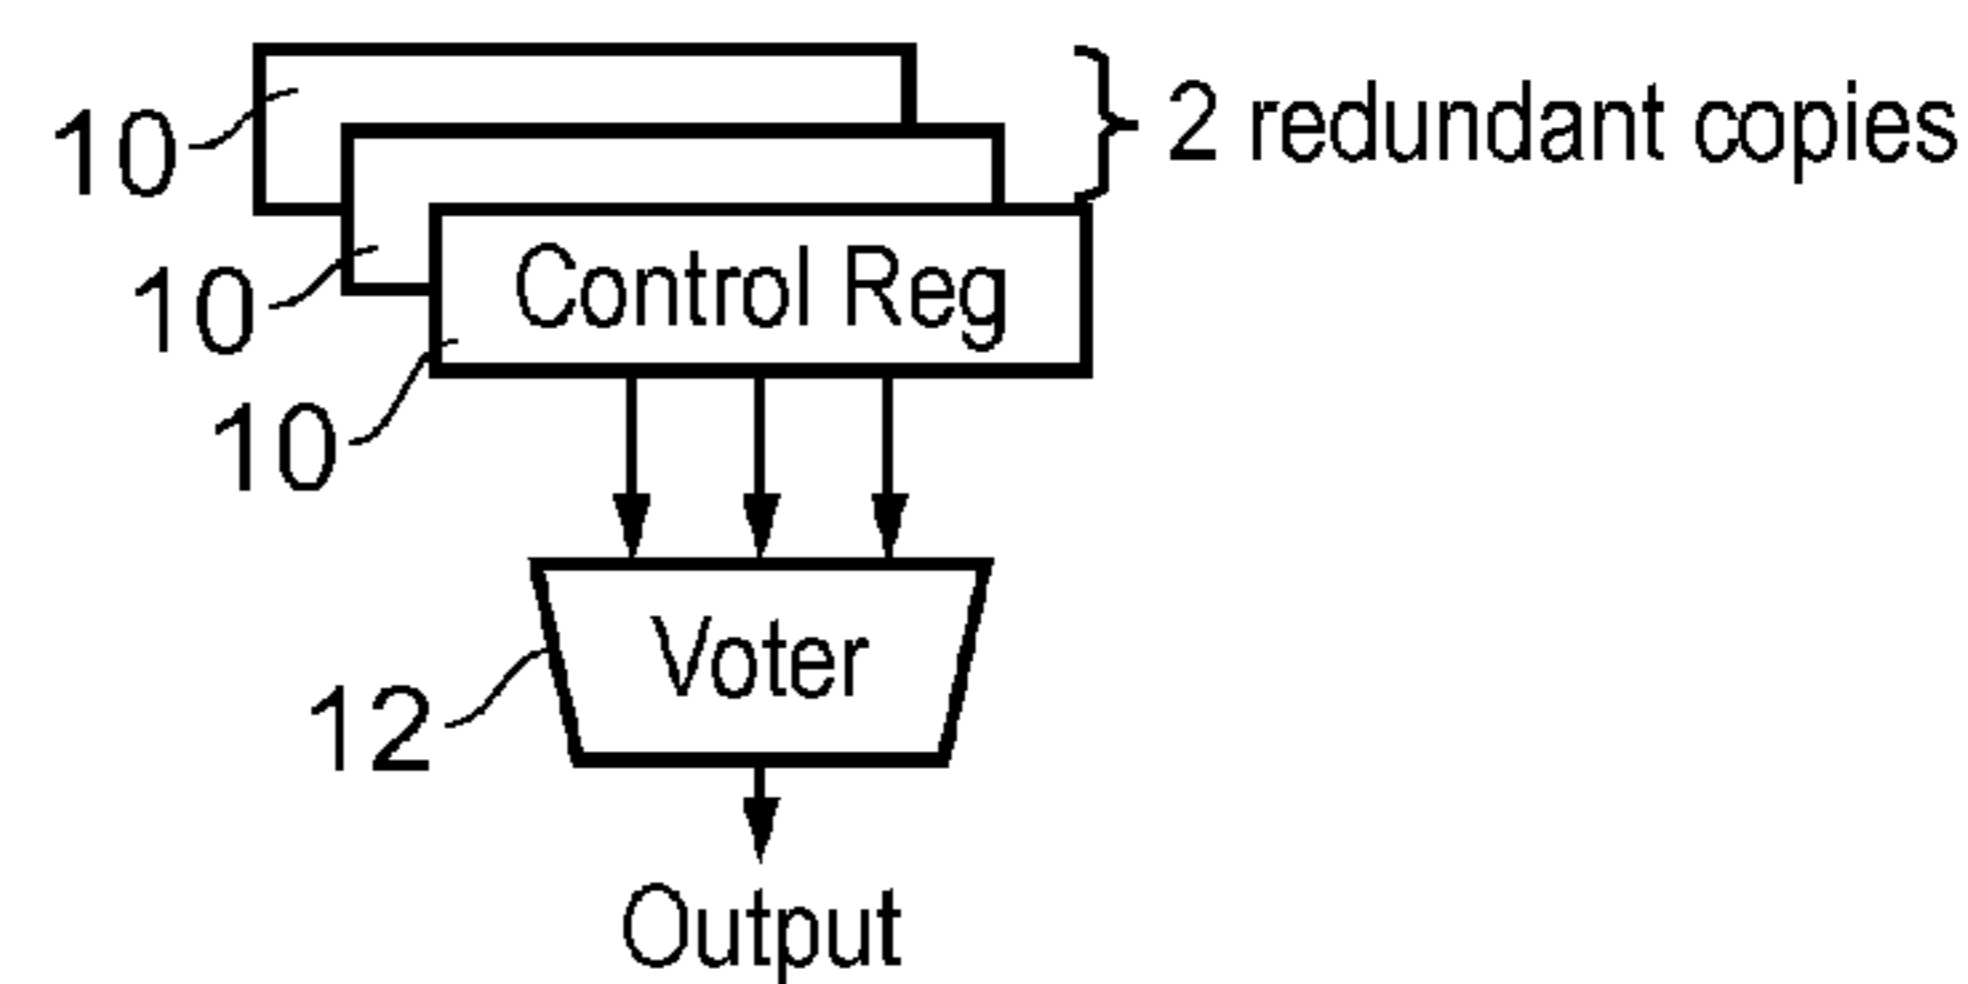 2 redundant copies
10
10
Control Reg
10
Voter
12
Output